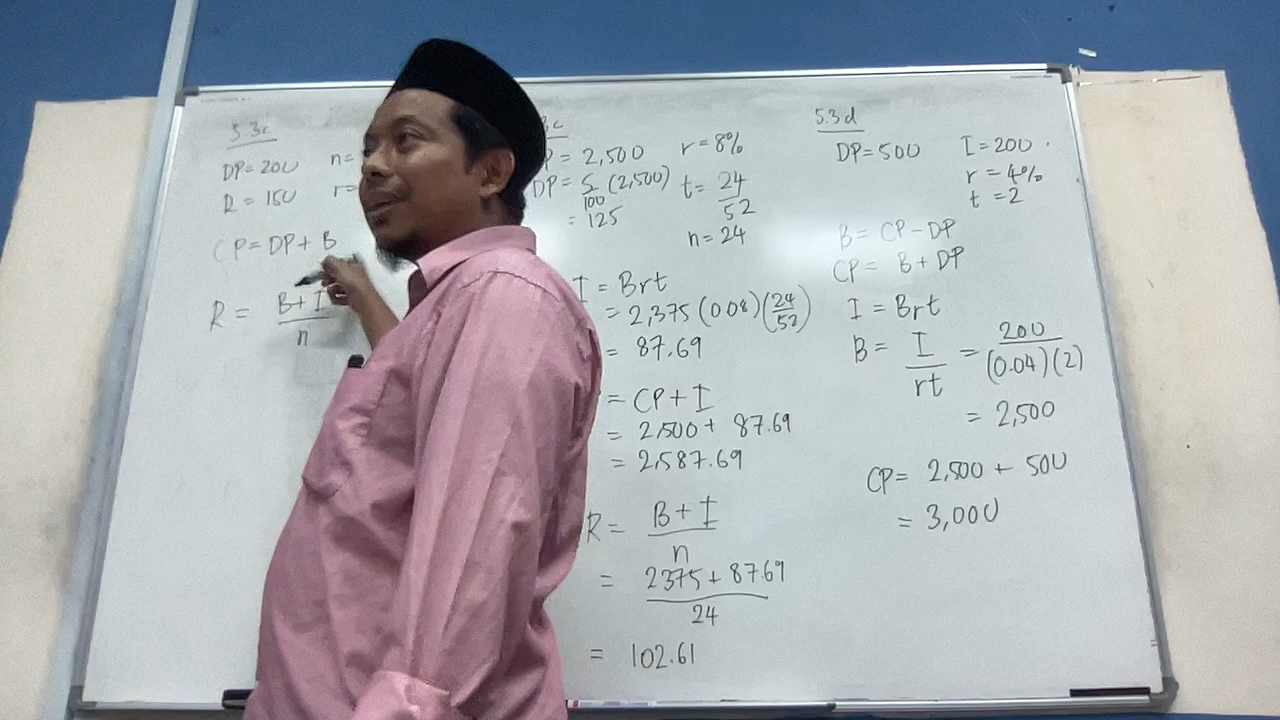 5.3c
DP = 200 n=
R = 150 r=
CP = DP + B
R = B + I
n
3c
P = 2,500 r = 8%
DP = 5 (2,500) t = 24
100 52
= 125
n = 24
I = Brt
= 2,375 (0.08) (24/52)
= 87.69
= CP + I
= 2,500 + 87.69
= 2,587.69
R = B + I
n
= 2375 + 87.69
24
= 102.61
5.3d
DP = 500 I = 200
r = 4%
t = 2
B = CP - DP
CP = B + DP
I = Brt
B = I = 200
rt (0.04)(2)
= 2,500
CP = 2,500 + 500
= 3,000